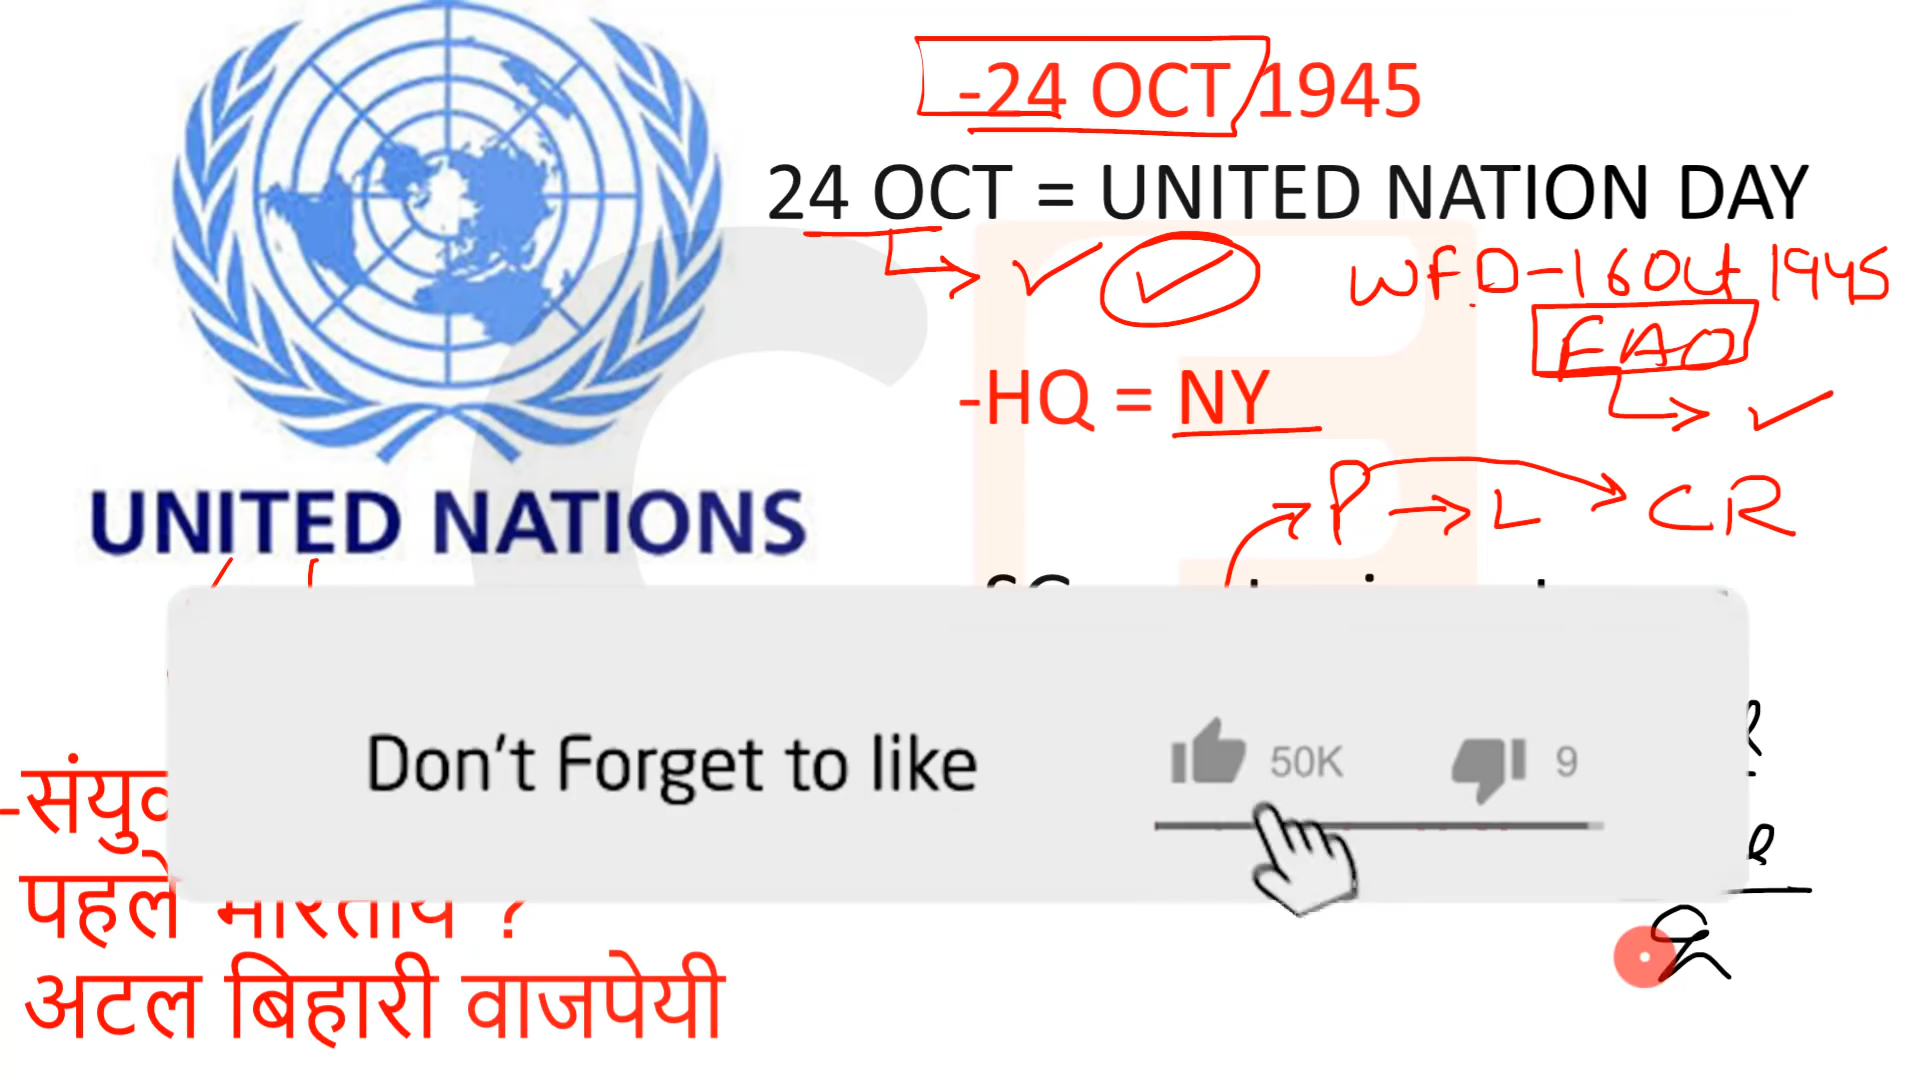 -24 OCT 1945
24 OCT = UNITED NATION DAY
WFD-16 Oct 1945
FAO
-HQ = NY
P → L → CR
UNITED NATIONS
Don't Forget to like
50K
9
पहले भारतीय ?
अटल बिहारी वाजपेयी